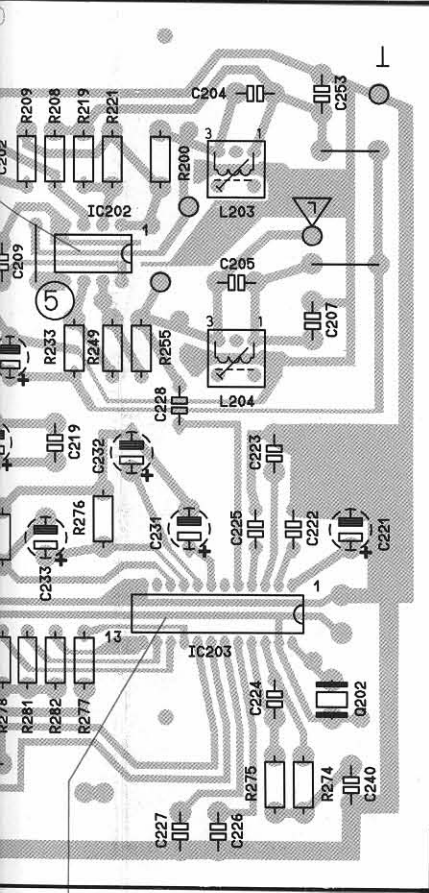 C204
C253
R209
R208
R219
R221
R200
3
1
L203
IC202
1
C209
C205
5
3
1
C207
R233
R249
R255
L204
C228
C219
C232
C223
R276
C233
C231
C225
C222
C221
1
13
IC203
R278
R281
R282
R277
C224
Q202
R275
R274
C240
C227
C226